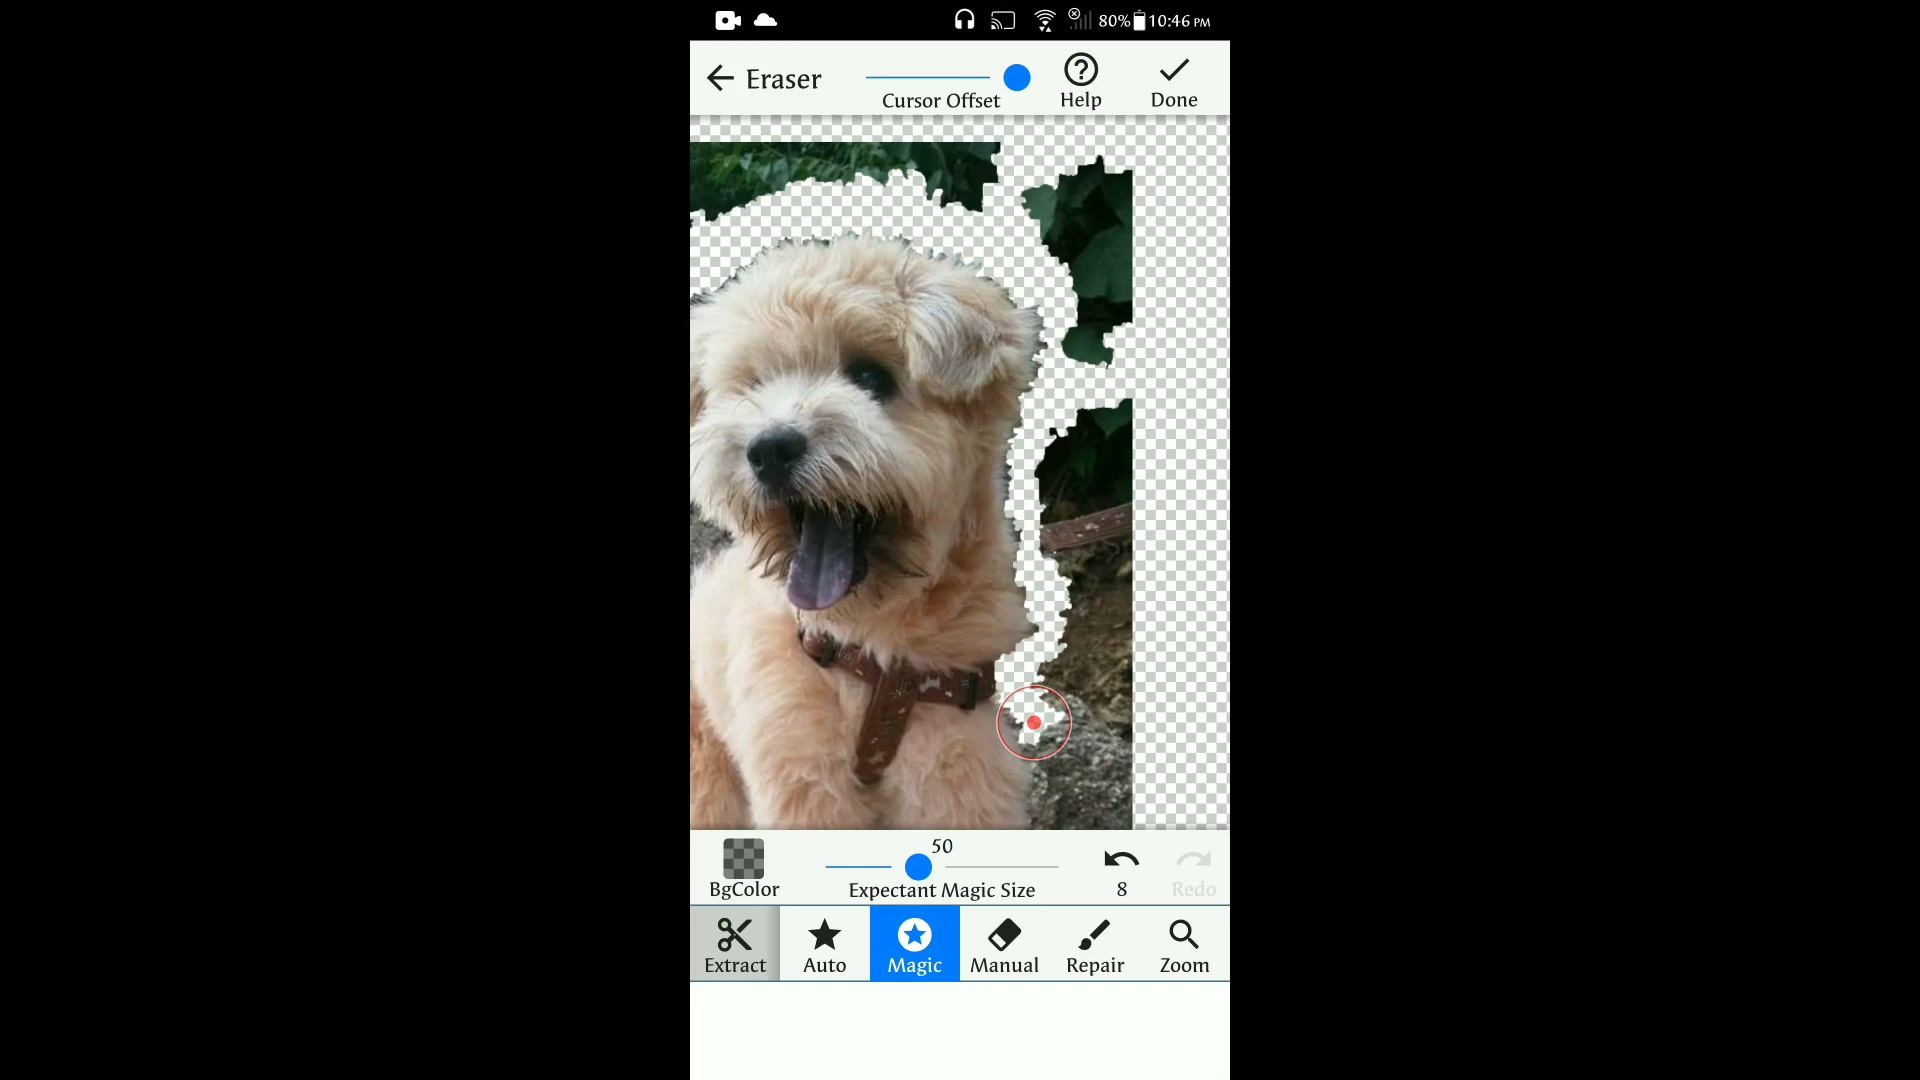 80% 10:46 PM
Eraser
Cursor Offset
Help
Done
50
BgColor
Expectant Magic Size
8
Redo
Extract
Auto
Magic
Manual
Repair
Zoom